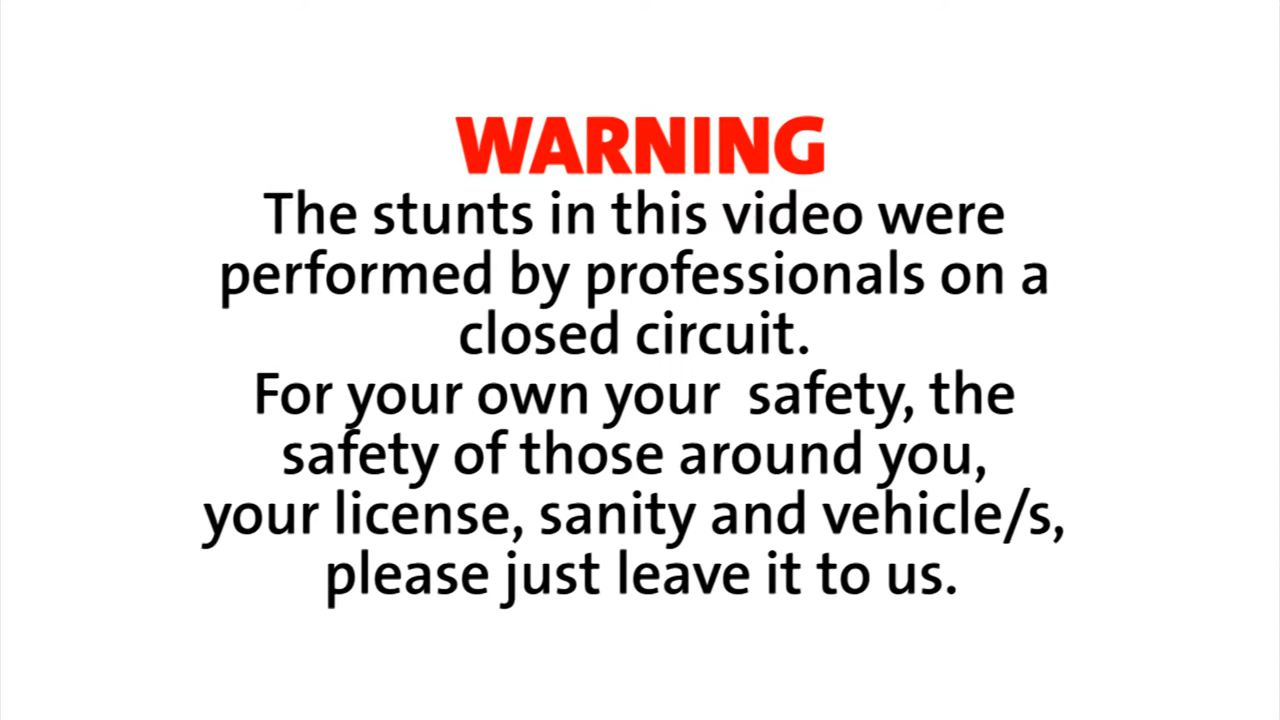 WARNING
The stunts in this video were
performed by professionals on a
closed circuit.
For your own your  safety, the
safety of those around you,
your license, sanity and vehicle/s,
please just leave it to us.